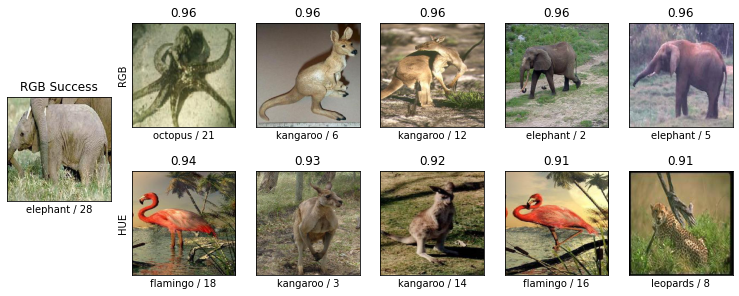 0.96 0.96 0.96 0.96 0.96
RGB Success
RGB
elephant / 28
octopus / 21 kangaroo / 6 kangaroo / 12 elephant / 2 elephant / 5
0.94 0.93 0.92 0.91 0.91
HUE
flamingo / 18 kangaroo / 3 kangaroo / 14 flamingo / 16 leopards / 8